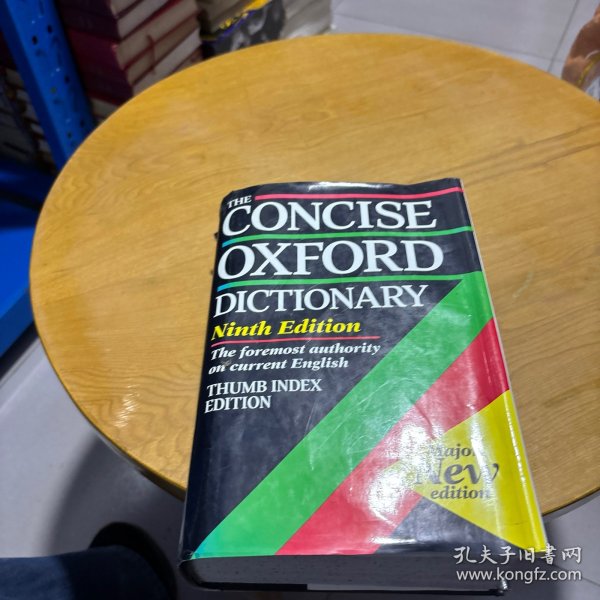 THE
CONCISE
OXFORD
DICTIONARY
Ninth Edition
The foremost authority
on current English
THUMB INDEX
EDITION
Major
New
edition
孔夫子旧书网
www.kongfz.com